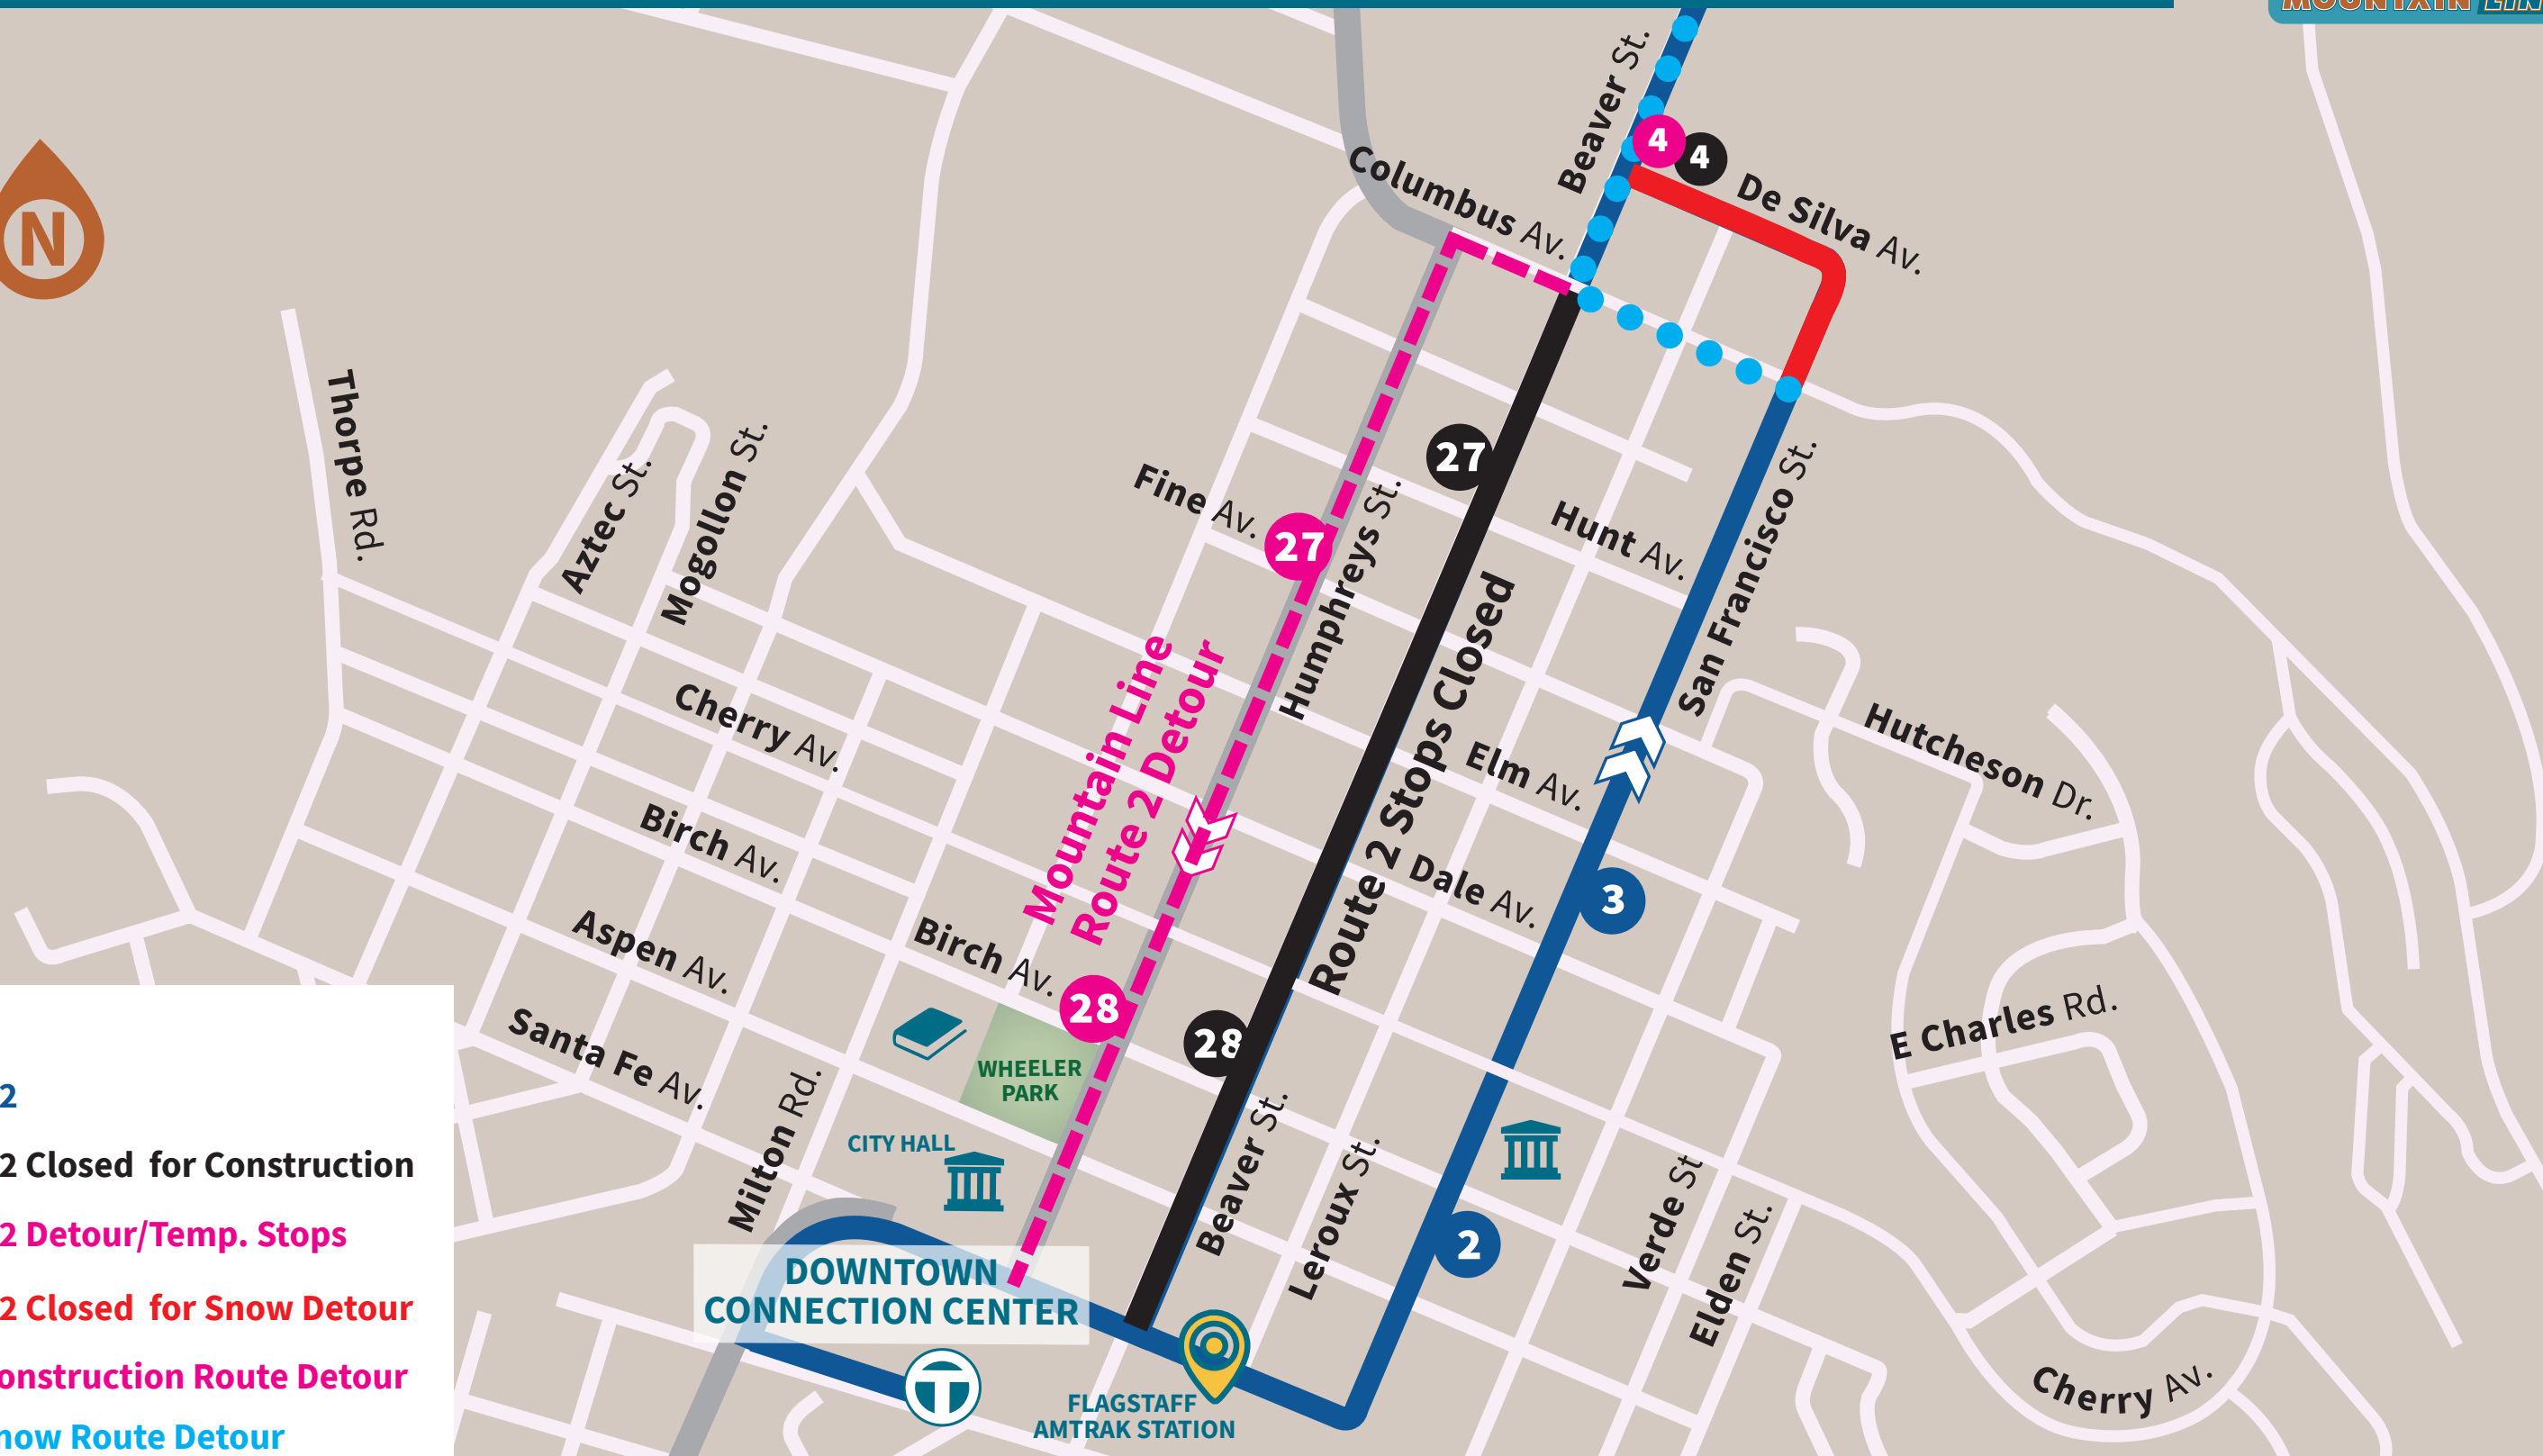 MOUNTAIN
N
Beaver St.
4
4
De Silva Av.
Columbus Av.
Thorpe Rd.
Aztec St.
Mogollon St.
Fine Av.
27
27
Hunt Av.
Humphreys St.
San Francisco St.
Mountain Line
Route 2 Detour
Route 2 Stops Closed
Cherry Av.
Elm Av.
Hutcheson Dr.
Birch Av.
Dale Av.
3
Aspen Av.
Birch Av.
28
28
Santa Fe Av.
WHEELER
PARK
E Charles Rd.
Milton Rd.
CITY HALL
Beaver St.
Leroux St.
2
Verde St
Elden St.
DOWNTOWN
CONNECTION CENTER
T
FLAGSTAFF
AMTRAK STATION
Cherry Av.
2
2 Closed for Construction
2 Detour/Temp. Stops
2 Closed for Snow Detour
onstruction Route Detour
now Route Detour